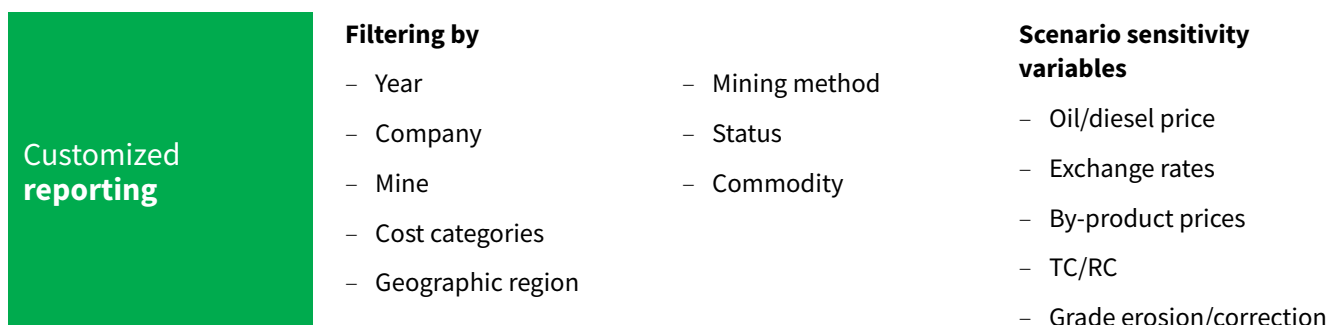 Customized
reporting
Filtering by
– Year
– Company
– Mine
– Cost categories
– Geographic region
– Mining method
– Status
– Commodity
Scenario sensitivity
variables
– Oil/diesel price
– Exchange rates
– By-product prices
– TC/RC
– Grade erosion/correction